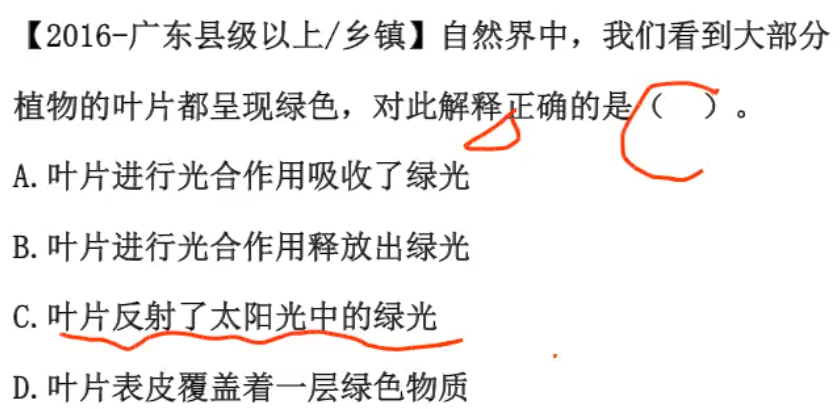 【2016-广东县级以上/乡镇】自然界中，我们看到大部分
植物的叶片都呈现绿色，对此解释正确的是（ ）。
A.叶片进行光合作用吸收了绿光
B.叶片进行光合作用释放出绿光
C.叶片反射了太阳光中的绿光
D.叶片表皮覆盖着一层绿色物质